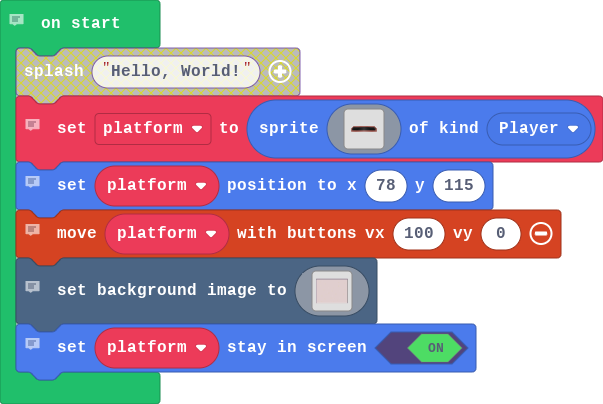 on start
splash "Hello, World!"
set platform to sprite of kind Player
set platform position to x 78 y 115
move platform with buttons vx 100 vy 0
set background image to
set platform stay in screen ON